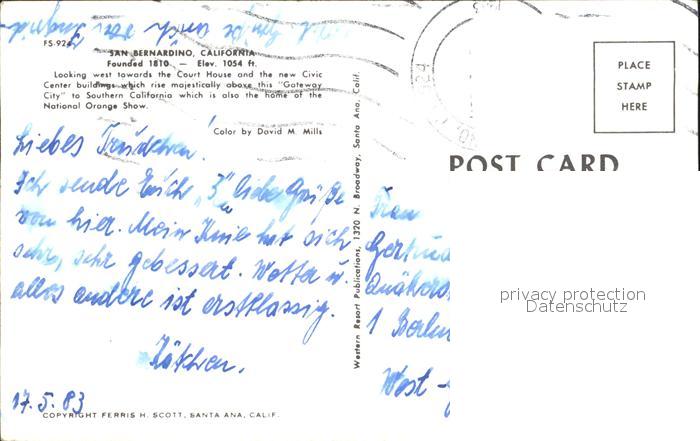 FS-924
SAN BERNARDINO, CALIFORNIA
Founded 1810 — Elev. 1054 ft.
Looking west towards the Court House and the new Civic
Center buildings which rise majestically above this "Gateway
City" to Southern California which is also the home of the
National Orange Show.
Color by David M. Mills
Liebes Trudchen!
Ich sende Euch „3" liebe Grüße
von hier. Mein Knie hat sich
sehr, sehr gebessert. Wetter u.
alles andere ist erstklassig.
Käthchen.
17.5.83
COPYRIGHT FERRIS H. SCOTT, SANTA ANA, CALIF.
Western Resort Publications, 1320 N. Broadway, Santa Ana, Calif.
PLACE
STAMP
HERE
POST CARD
Frau
1 Berlin
West -
privacy protection
Datenschutz